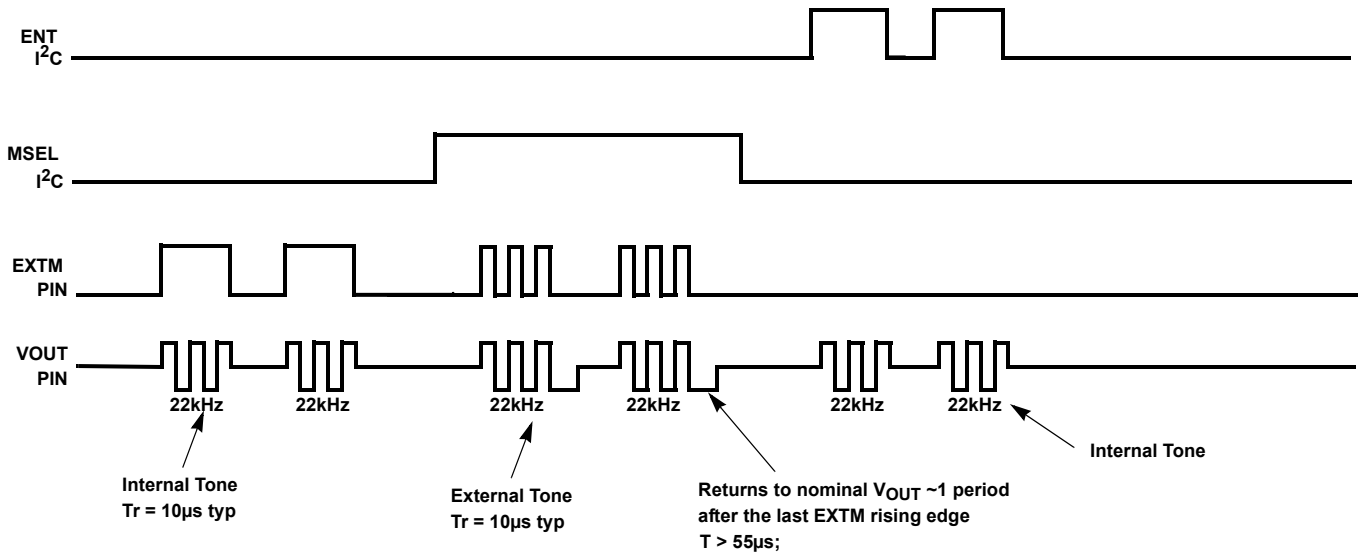 ENT
I²C
MSEL
I²C
EXTM
PIN
VOUT
PIN
22kHz 22kHz 22kHz 22kHz 22kHz 22kHz
Internal Tone
Tr = 10µs typ
External Tone
Tr = 10µs typ
Returns to nominal VOUT ~1 period
after the last EXTM rising edge
T > 55µs;
Internal Tone